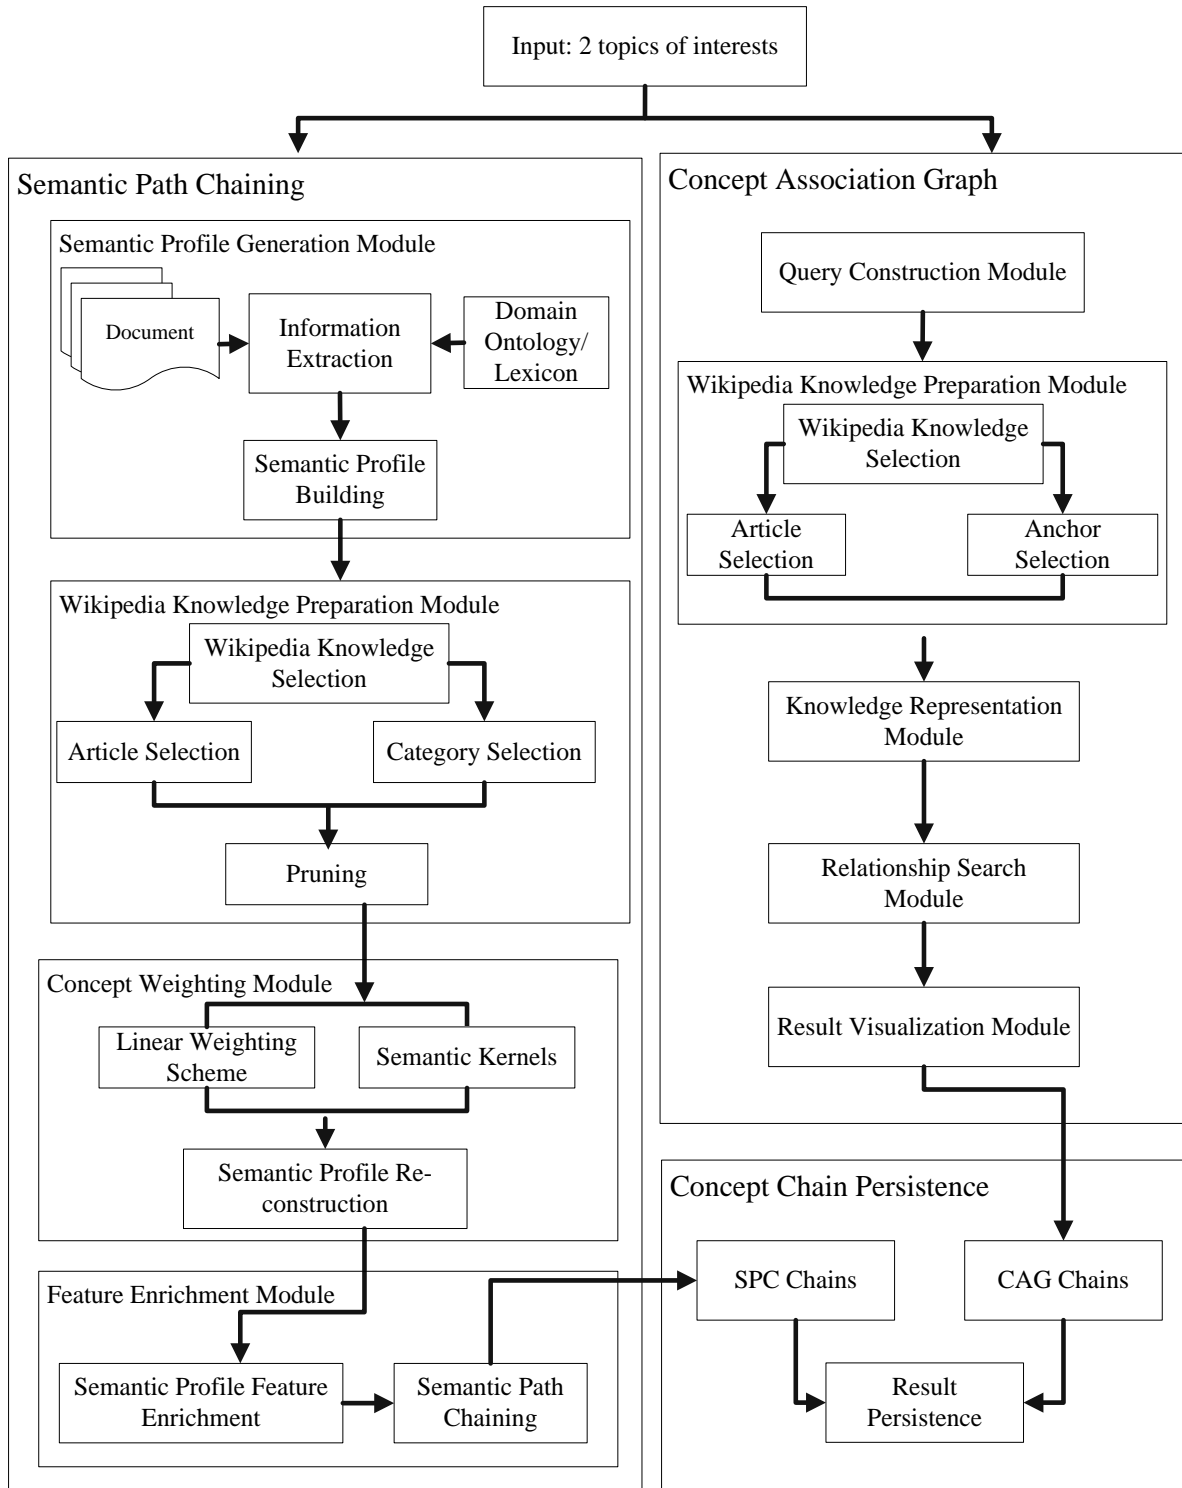 Input: 2 topics of interests
Semantic Path Chaining
Semantic Profile Generation Module
Document
Information
Extraction
Domain
Ontology/
Lexicon
Semantic Profile
Building
Wikipedia Knowledge Preparation Module
Wikipedia Knowledge
Selection
Article Selection
Category Selection
Pruning
Concept Weighting Module
Linear Weighting
Scheme
Semantic Kernels
Semantic Profile Re-
construction
Feature Enrichment Module
Semantic Profile Feature
Enrichment
Semantic Path
Chaining
Concept Association Graph
Query Construction Module
Wikipedia Knowledge Preparation Module
Wikipedia Knowledge
Selection
Article
Selection
Anchor
Selection
Knowledge Representation
Module
Relationship Search
Module
Result Visualization Module
Concept Chain Persistence
SPC Chains
CAG Chains
Result
Persistence